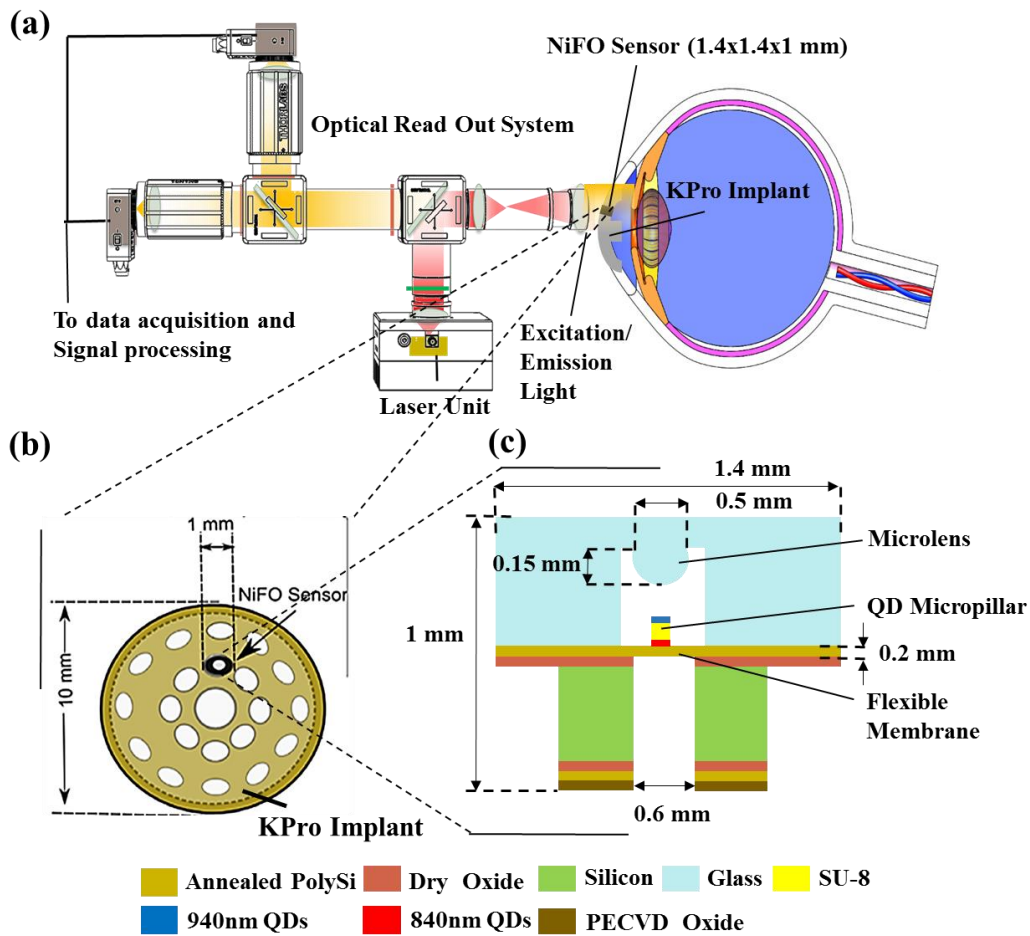 (a)
NiFO Sensor (1.4x1.4x1 mm)
THORLABS
Optical Read Out System
KPro Implant
To data acquisition and
Signal processing
Excitation/
Emission
Light
Laser Unit
(b)
(c)
1 mm
NiFO Sensor
10 mm
KPro Implant
1.4 mm
0.5 mm
Microlens
0.15 mm
QD Micropillar
1 mm
0.2 mm
Flexible
Membrane
0.6 mm
Annealed PolySi
Dry Oxide
Silicon
Glass
SU-8
940nm QDs
840nm QDs
PECVD Oxide